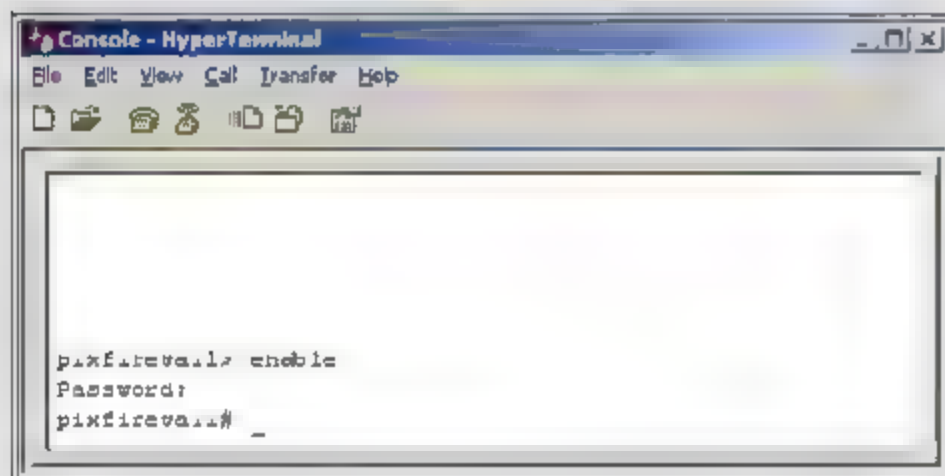 Console - HyperTerminal
File Edit View Call Transfer Help
pixfirewall> enable
Password:
pixfirewall# _